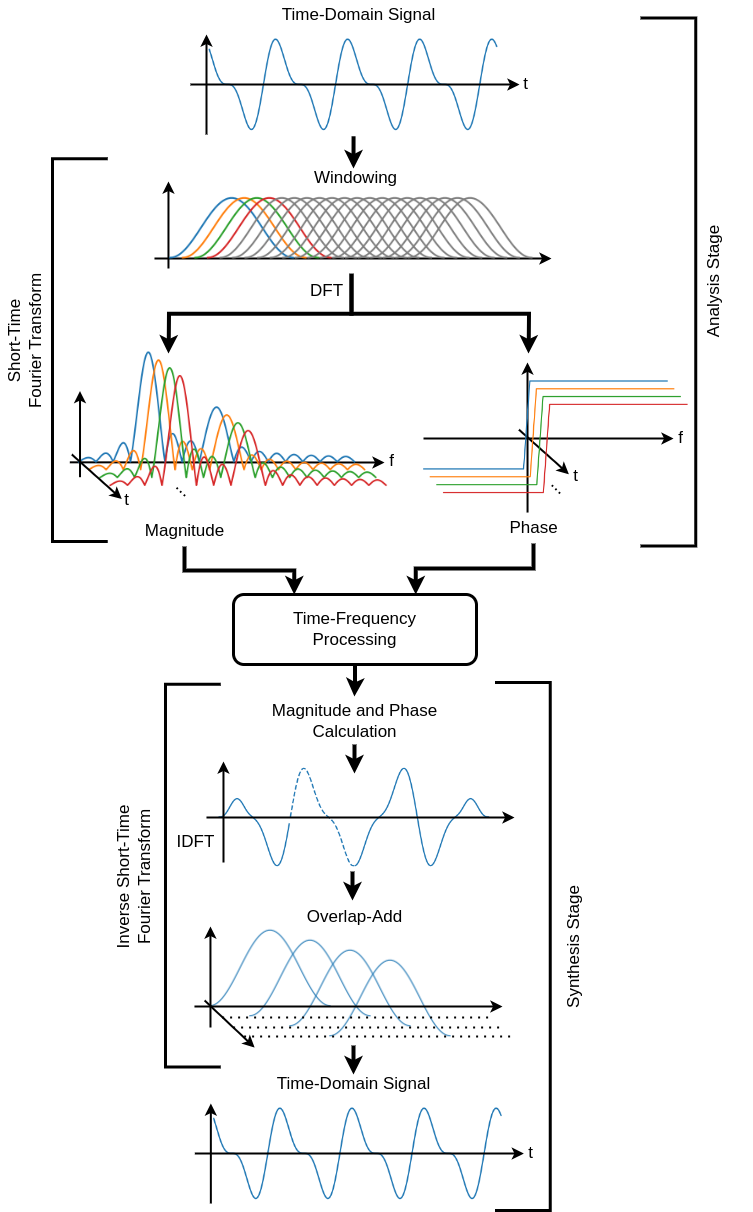 Time-Domain Signal
t
Windowing
DFT
Short-Time
Fourier Transform
Analysis Stage
f
t
...
Magnitude
f
t
...
Phase
Time-Frequency
Processing
Magnitude and Phase
Calculation
IDFT
Inverse Short-Time
Fourier Transform
Overlap-Add
Synthesis Stage
Time-Domain Signal
t